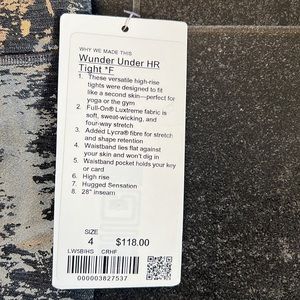 WHY WE MADE THIS
Wunder Under HR
Tight *F
1. These versatile high-rise
tights were designed to fit
like a second skin—perfect for
yoga or the gym
2. Full-On® Luxtreme fabric is
soft, sweat-wicking, and
four-way stretch
3. Added Lycra® fibre for stretch
and shape retention
4. Waistband lies flat against
your skin and won't dig in
5. Waistband pocket holds your key
or card
6. High rise
7. Hugged Sensation
8. 28" inseam
SIZE
4 $118.00
LW5BIHS CRHF
000003827537